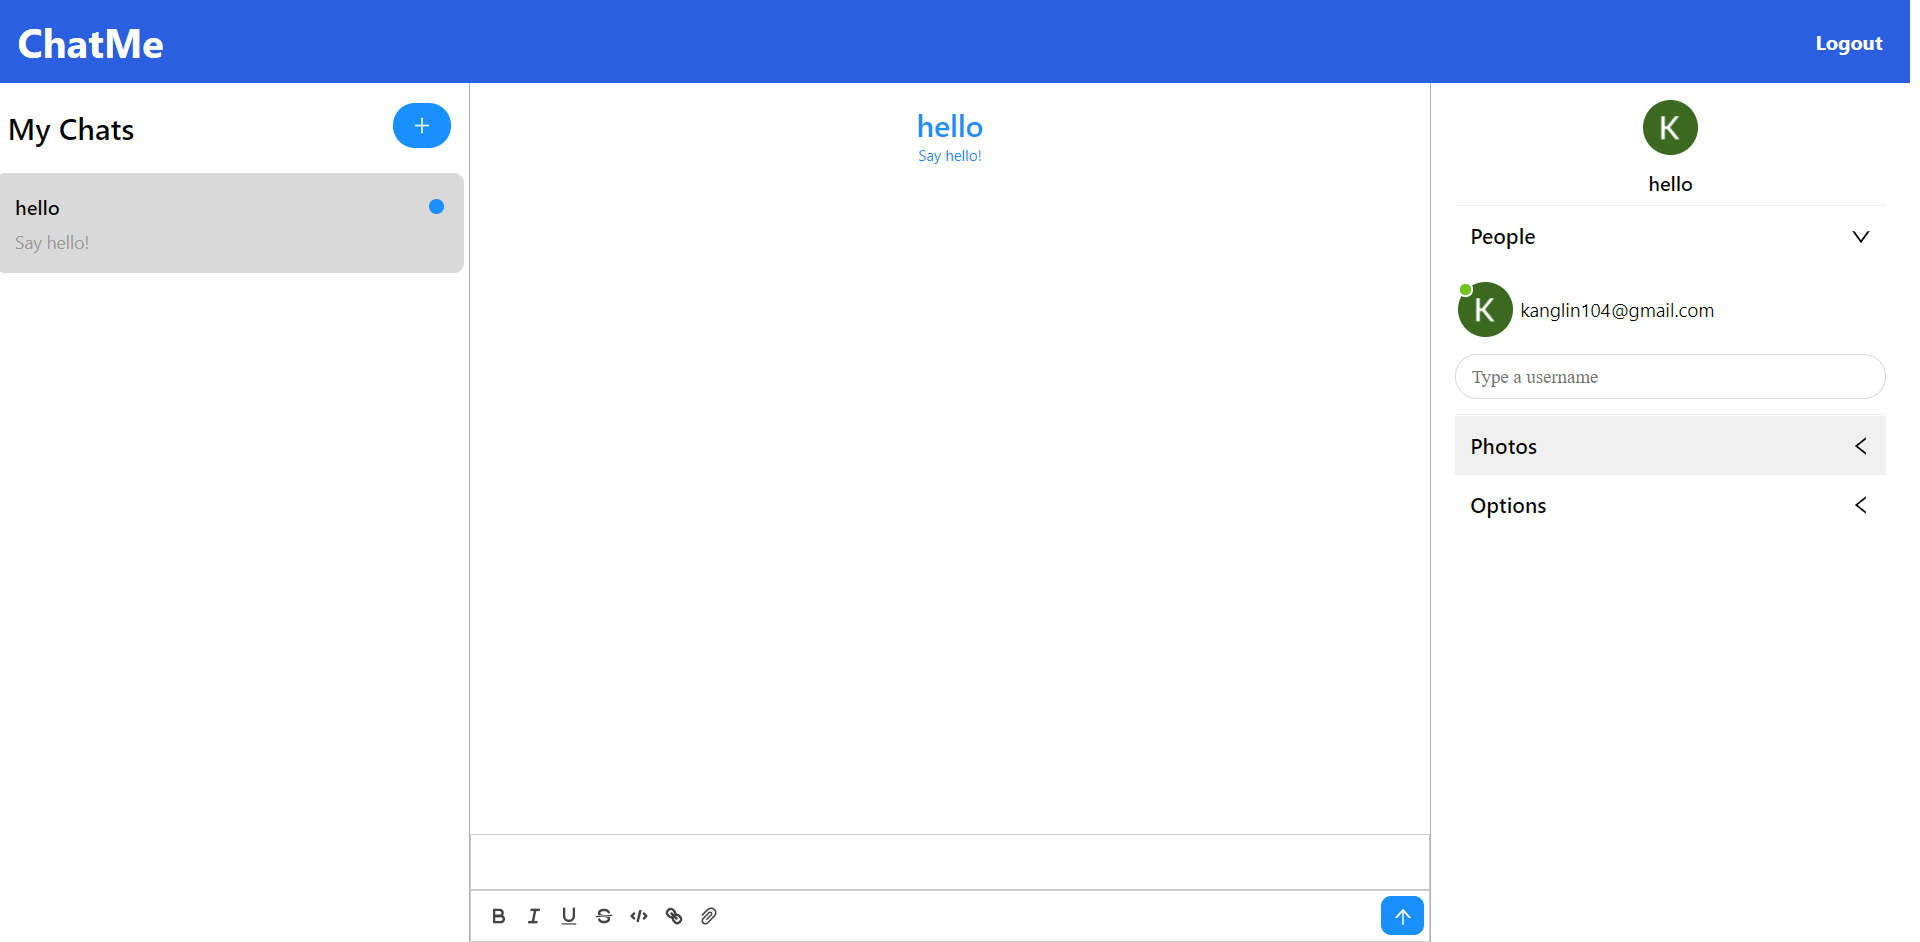 ChatMe
Logout
My Chats
hello
Say hello!
hello
Say hello!
K
hello
People
K kanglin104@gmail.com
Type a username
Photos
Options